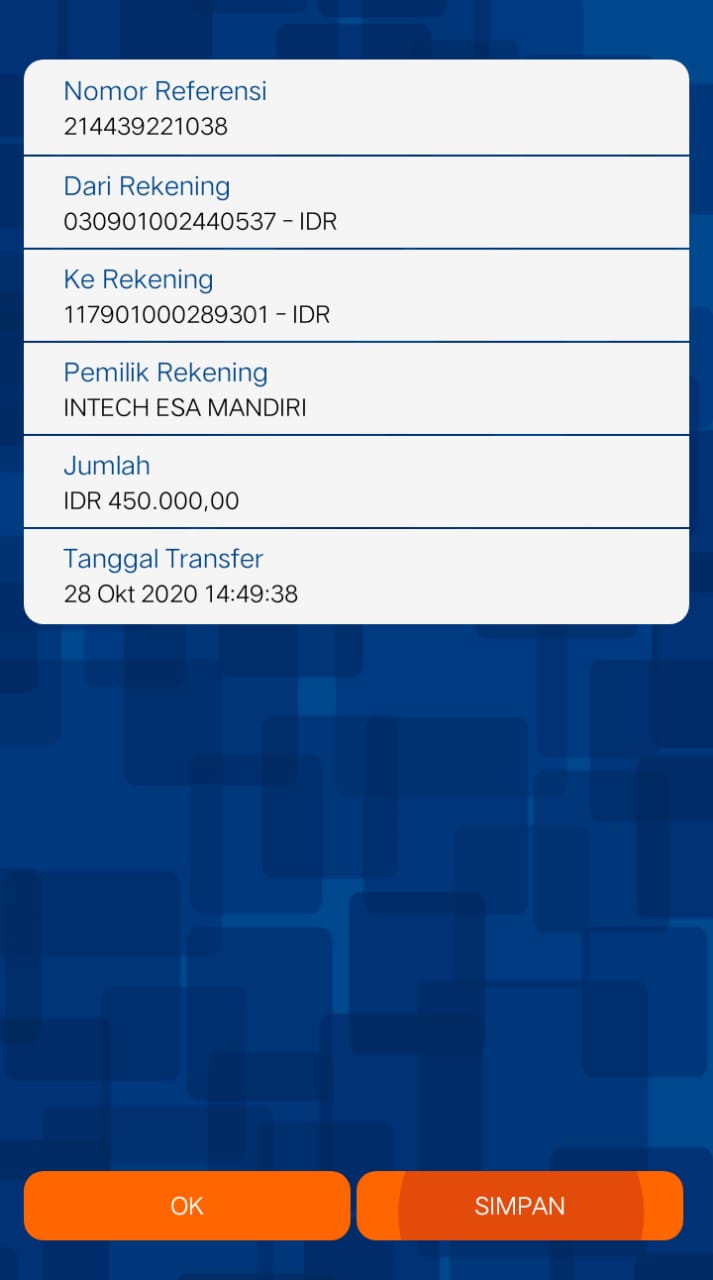 Nomor Referensi
214439221038
Dari Rekening
030901002440537 - IDR
Ke Rekening
117901000289301 - IDR
Pemilik Rekening
INTECH ESA MANDIRI
Jumlah
IDR 450.000,00
Tanggal Transfer
28 Okt 2020 14:49:38
OK
SIMPAN